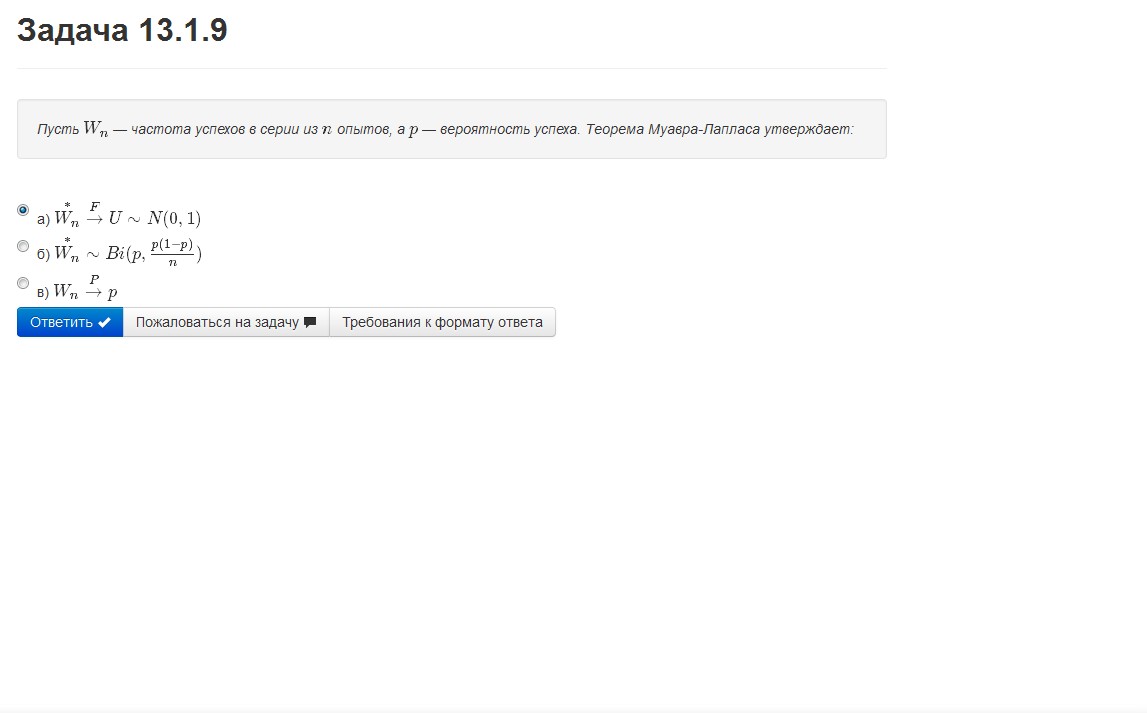 Задача 13.1.9
Пусть $W_n$ — частота успехов в серии из $n$ опытов, а $p$ — вероятность успеха. Теорема Муавра-Лапласа утверждает:
а) $\overset{*}{W_n} \overset{F}{\to} U \sim N(0, 1)$
б) $\overset{*}{W_n} \sim Bi(p, \frac{p(1-p)}{n})$
в) $W_n \overset{P}{\to} p$
Ответить ✔ Пожаловаться на задачу Требования к формату ответа